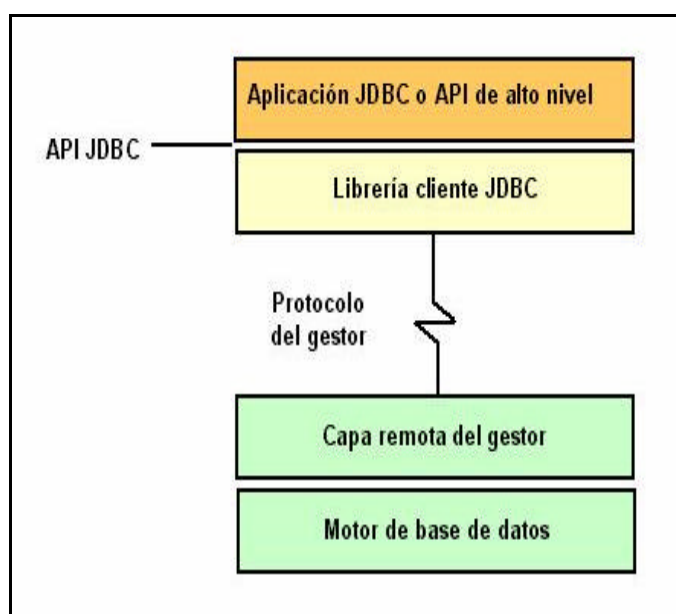 Aplicación JDBC o API de alto nivel
API JDBC
Librería cliente JDBC
Protocolo
del gestor
Capa remota del gestor
Motor de base de datos